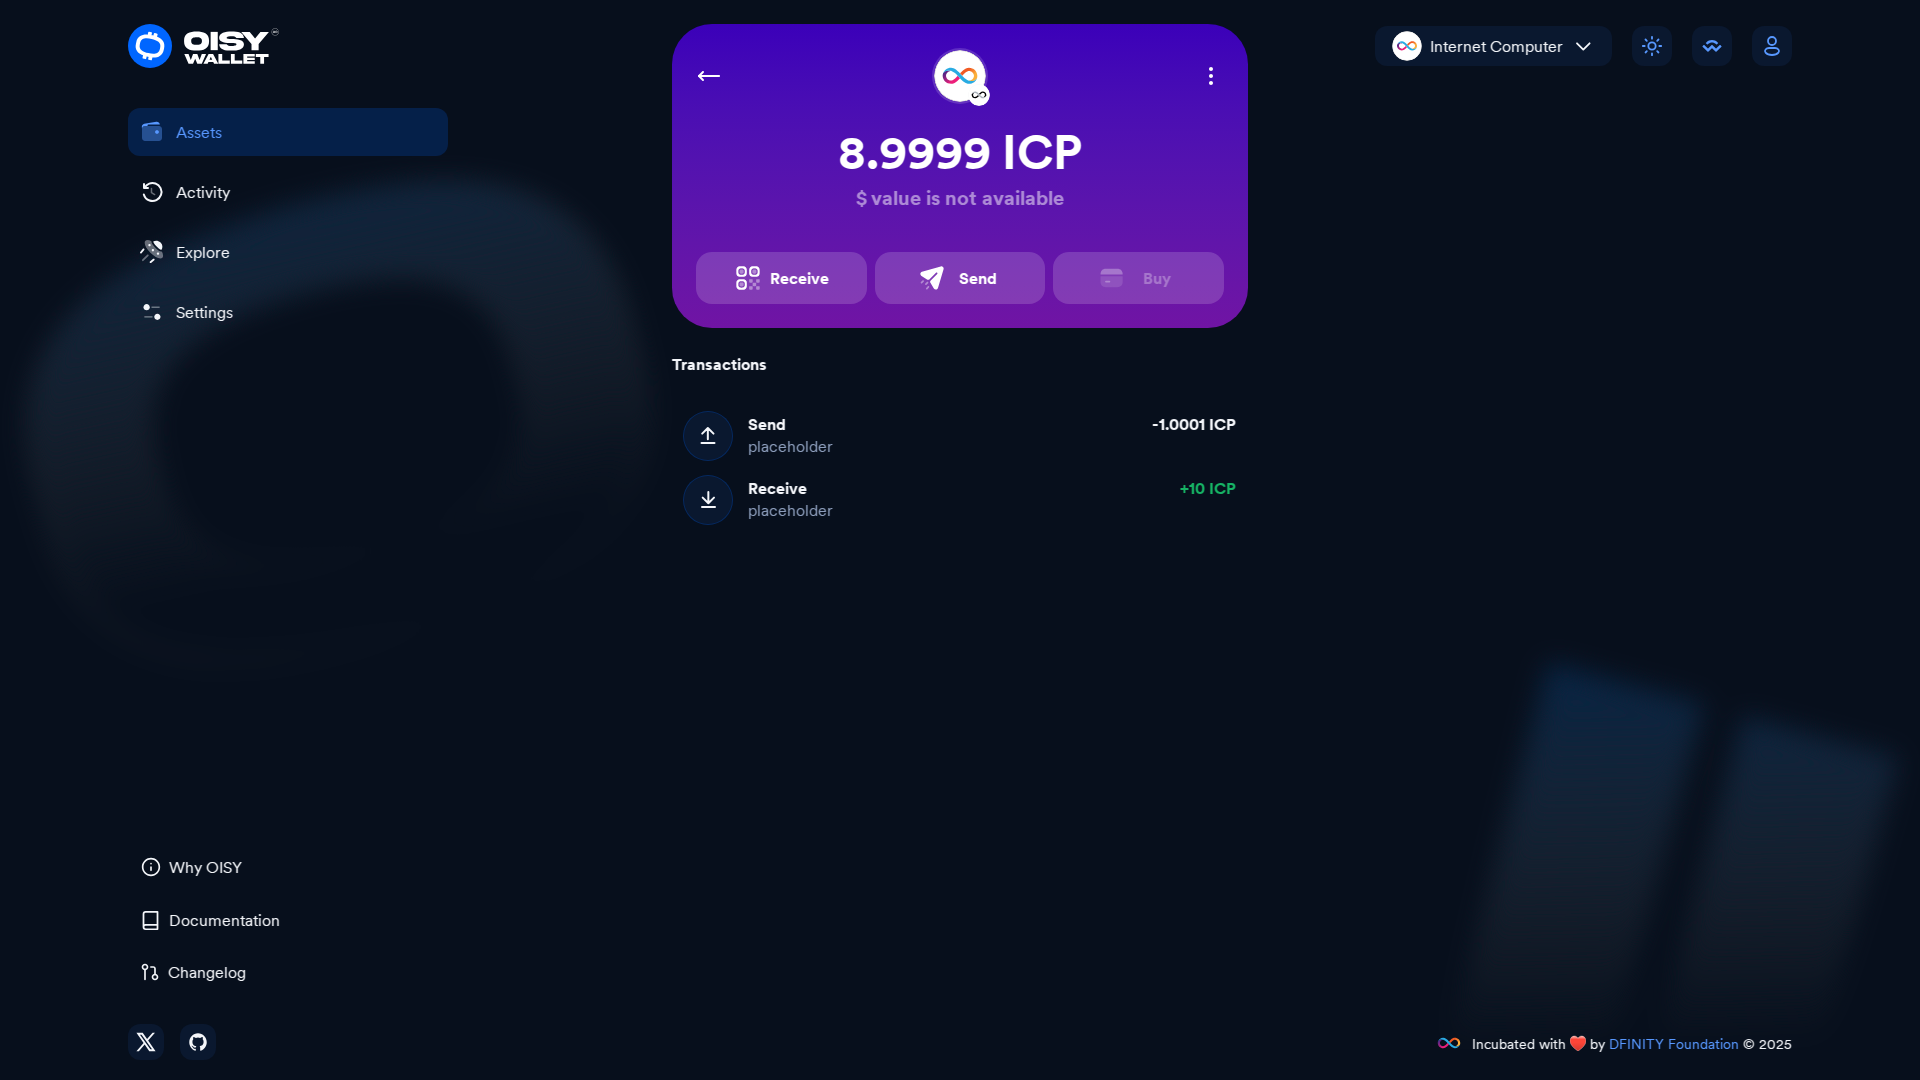 OISY
WALLET
Internet Computer
Assets
Activity
Explore
Settings
8.9999 ICP
$ value is not available
Receive
Send
Buy
Transactions
Send
-1.0001 ICP
placeholder
Receive
+10 ICP
placeholder
Why OISY
Documentation
Changelog
Incubated with ❤️ by DFINITY Foundation © 2025